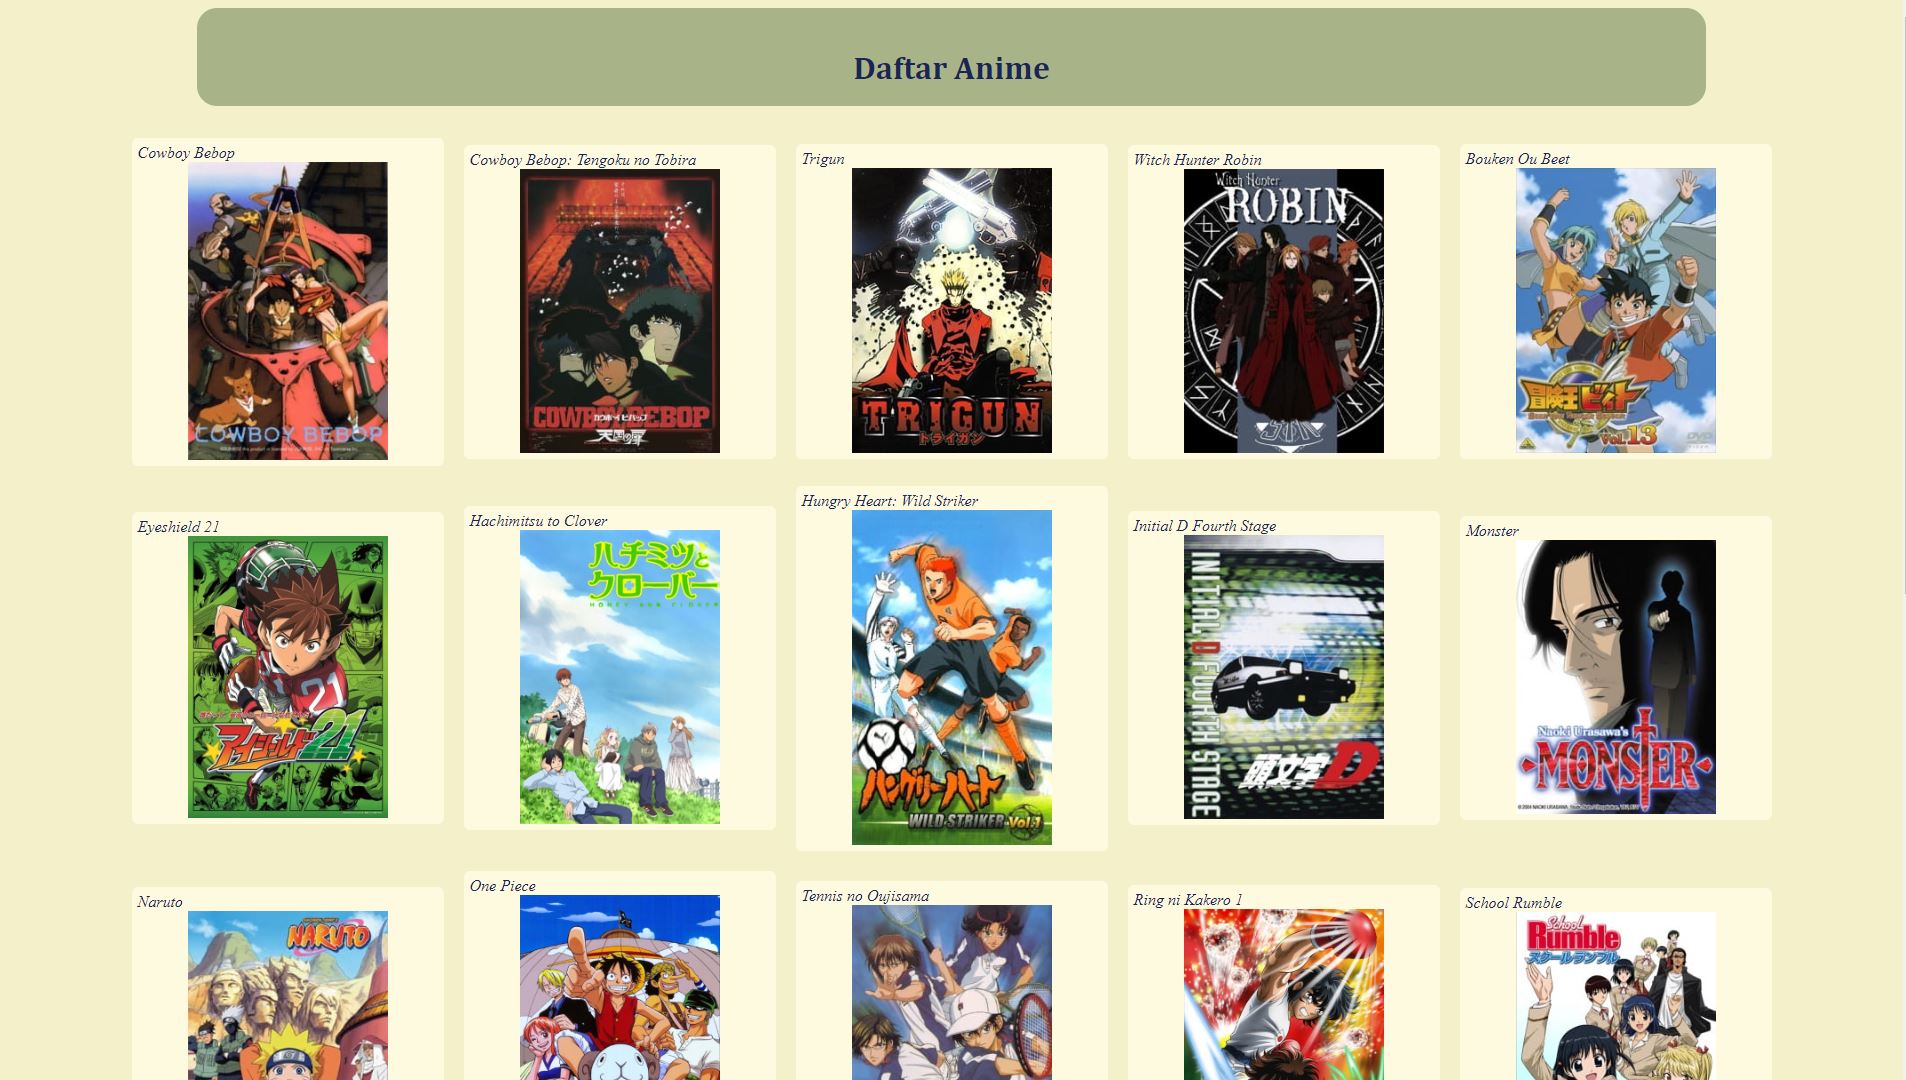 Daftar Anime
Cowboy Bebop
COWBOY BEBOP
Cowboy Bebop: Tengoku no Tobira
COWBOY BEBOP
カウボーイビバップ
天国の扉
Trigun
TRIGUN
トライガン
Witch Hunter Robin
Witch Hunter
ROBIN
Bouken Ou Beet
冒険王ビィト
Vol.13
DVD
Eyeshield 21
21
アイシールド21
Hachimitsu to Clover
ハチミツと
クローバー
HONEY AND CLOVER
Hungry Heart: Wild Striker
ハングリーハート
WILD STRIKER Vol.1
Initial D Fourth Stage
INITIAL D FOURTH STAGE
頭文字D
Monster
Naoki Urasawa's
MONSTER
Naruto
NARUTO
One Piece
Tennis no Oujisama
Ring ni Kakero 1
School Rumble
School
Rumble
スクールランブル